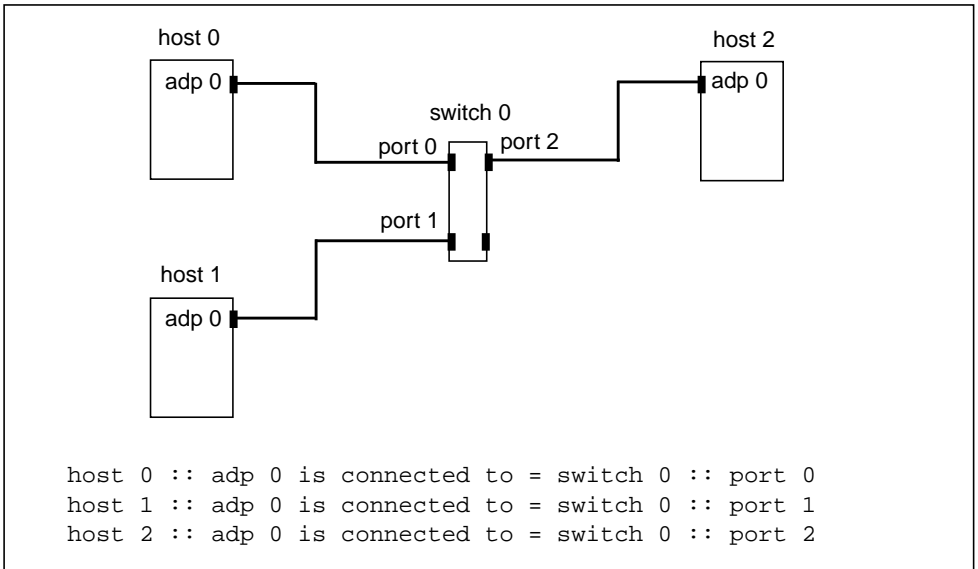 host 0
adp 0
host 2
adp 0
switch 0
port 0
port 2
port 1
host 1
adp 0
host 0 :: adp 0 is connected to = switch 0 :: port 0
host 1 :: adp 0 is connected to = switch 0 :: port 1
host 2 :: adp 0 is connected to = switch 0 :: port 2